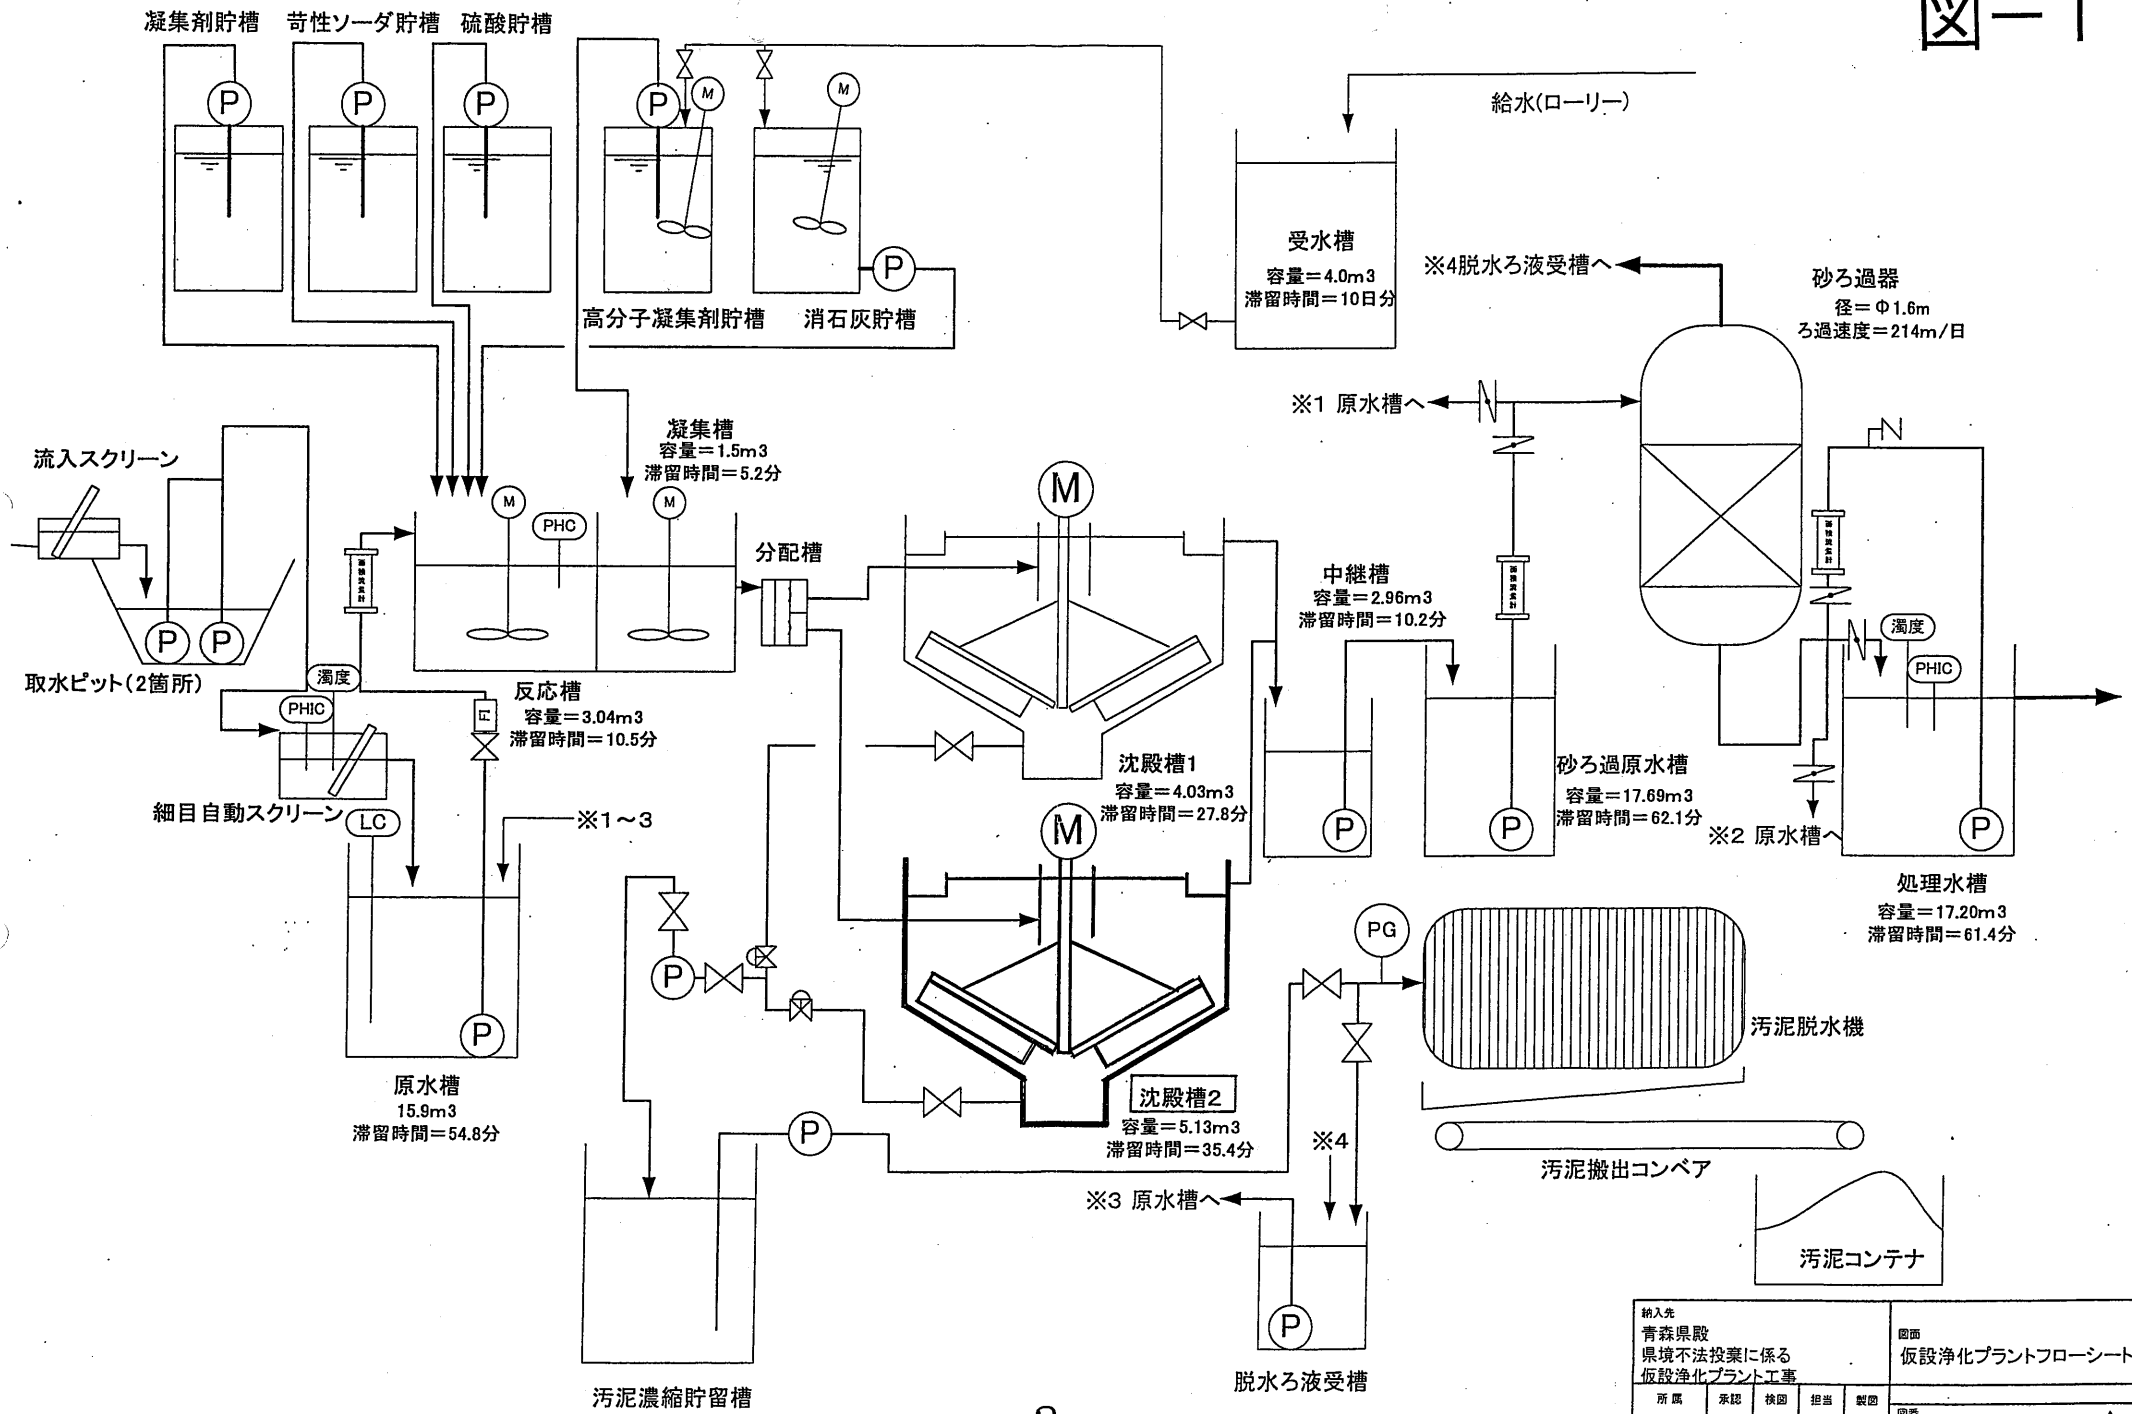 図－1
凝集剤貯槽
苛性ソーダ貯槽
硫酸貯槽
P
P
P
P
M
M
給水(ローリー)
受水槽
容量＝4.0m3
滞留時間＝10日分
P
高分子凝集剤貯槽
消石灰貯槽
※4脱水ろ液受槽へ
砂ろ過器
径＝Φ1.6m
ろ過速度＝214m/日
※1 原水槽へ
凝集槽
容量＝1.5m3
滞留時間＝5.2分
流入スクリーン
M
PHC
M
M
分配槽
P
P
取水ピット(2箇所)
濁度
PHIC
細目自動スクリーン
FI
反応槽
容量＝3.04m3
滞留時間＝10.5分
中継槽
容量＝2.96m3
滞留時間＝10.2分
濁度
PHIC
沈殿槽1
容量＝4.03m3
滞留時間＝27.8分
P
P
砂ろ過原水槽
容量＝17.69m3
滞留時間＝62.1分
※2 原水槽へ
P
処理水槽
容量＝17.20m3
滞留時間＝61.4分
LC
※1～3
P
原水槽
15.9m3
滞留時間＝54.8分
P
M
沈殿槽2
容量＝5.13m3
滞留時間＝35.4分
PG
汚泥脱水機
汚泥搬出コンベア
汚泥コンテナ
P
※4
※3 原水槽へ
P
汚泥濃縮貯留槽
脱水ろ液受槽
納入先
青森県殿
県境不法投棄に係る
仮設浄化プラント工事
図面
仮設浄化プラントフローシート
所属
承認
検図
担当
製図
図番